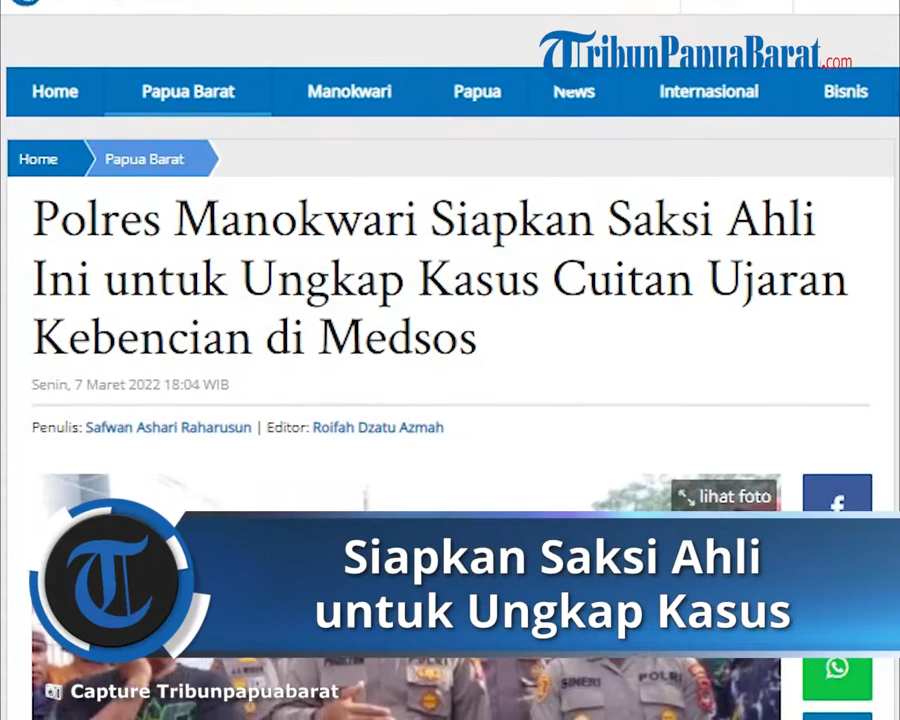 TribunPapuaBarat.com
Home Papua Barat Manokwari Papua News Internasional Bisnis
Home Papua Barat
Polres Manokwari Siapkan Saksi Ahli
Ini untuk Ungkap Kasus Cuitan Ujaran
Kebencian di Medsos
Senin, 7 Maret 2022 18:04 WIB
Penulis: Safwan Ashari Raharusun | Editor: Roifah Dzatu Azmah
lihat foto
f
T
Siapkan Saksi Ahli
untuk Ungkap Kasus
SINERI
POLRI
Capture Tribunpapuabarat